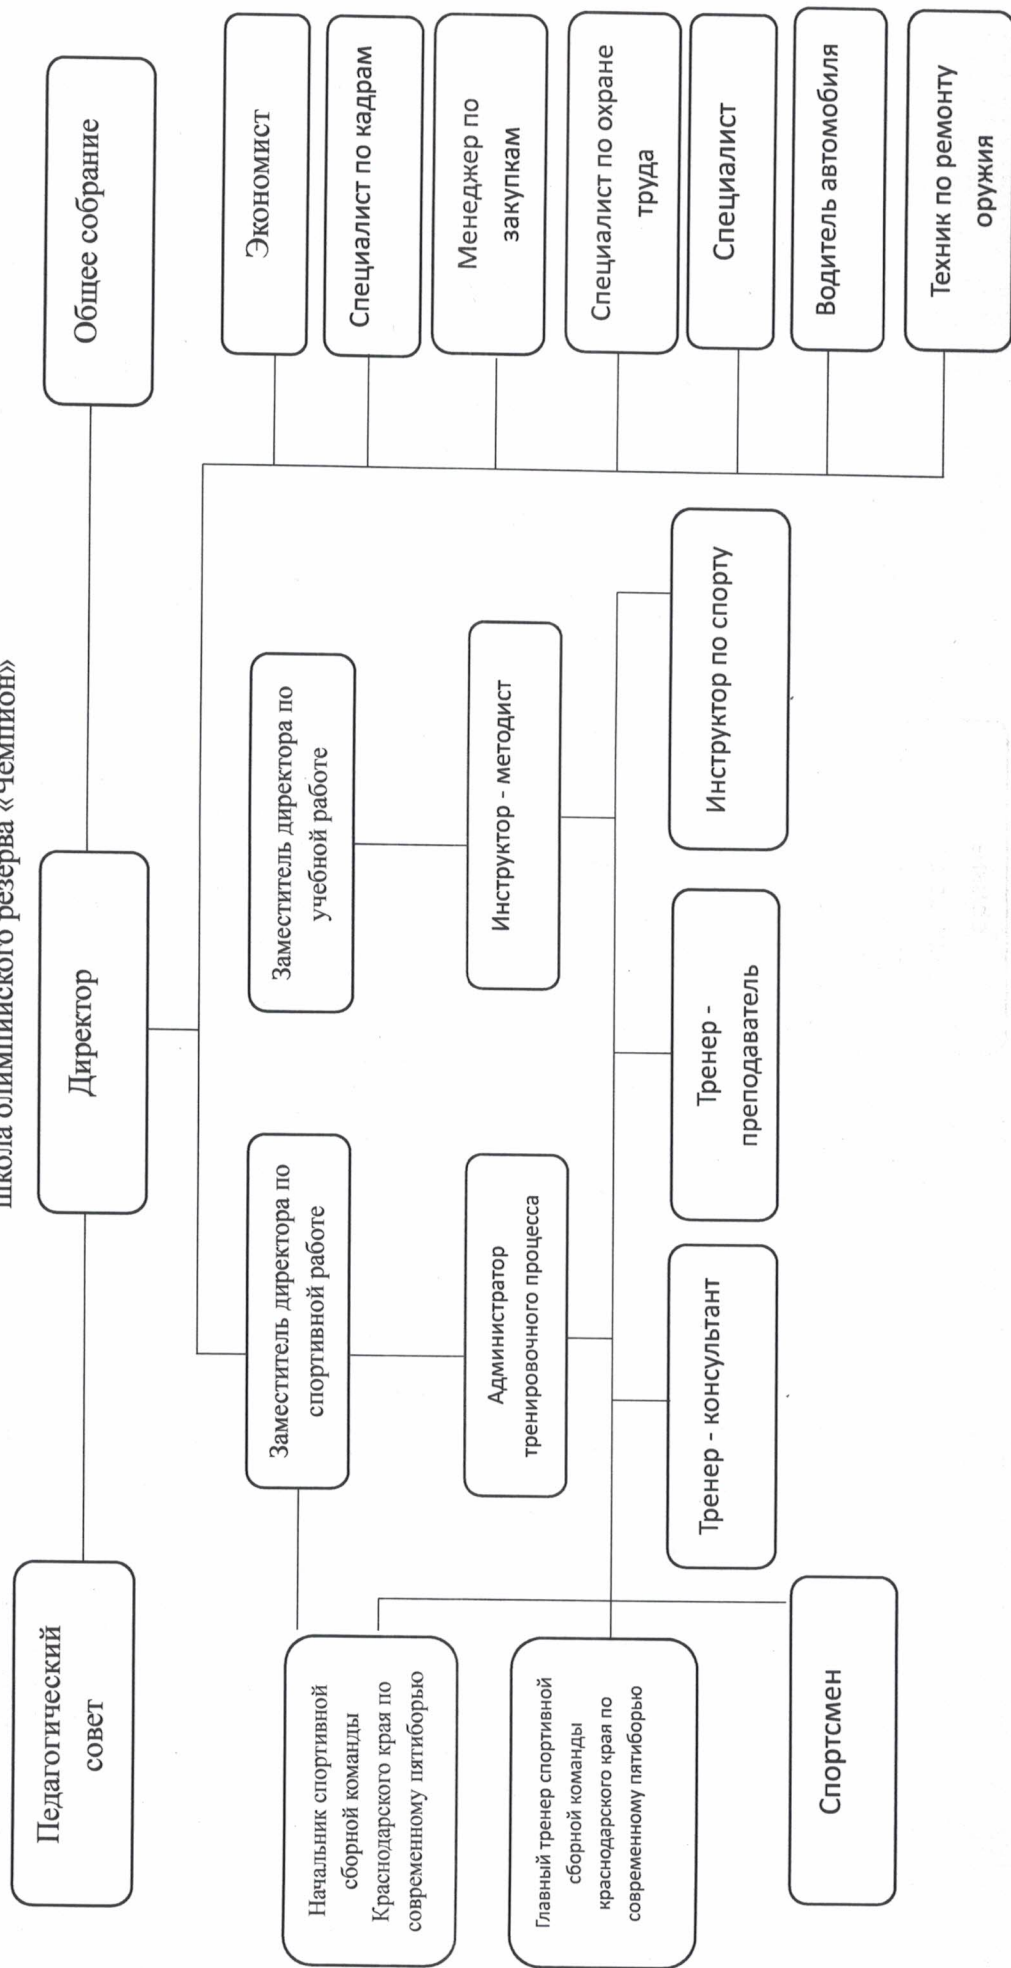 школа олимпийского резерва «Чемпион»
Педагогический
совет
Директор
Общее собрание
Заместитель директора по
спортивной работе
Заместитель директора по
учебной работе
Экономист
Специалист по кадрам
Менеджер по
закупкам
Специалист по охране
труда
Специалист
Водитель автомобиля
Техник по ремонту
оружия
Начальник спортивной
сборной команды
Краснодарского края по
современному пятиборью
Администратор
тренировочного процесса
Инструктор - методист
Главный тренер спортивной
сборной команды
краснодарского края по
современному пятиборью
Тренер - консультант
Тренер -
преподаватель
Инструктор по спорту
Спортсмен